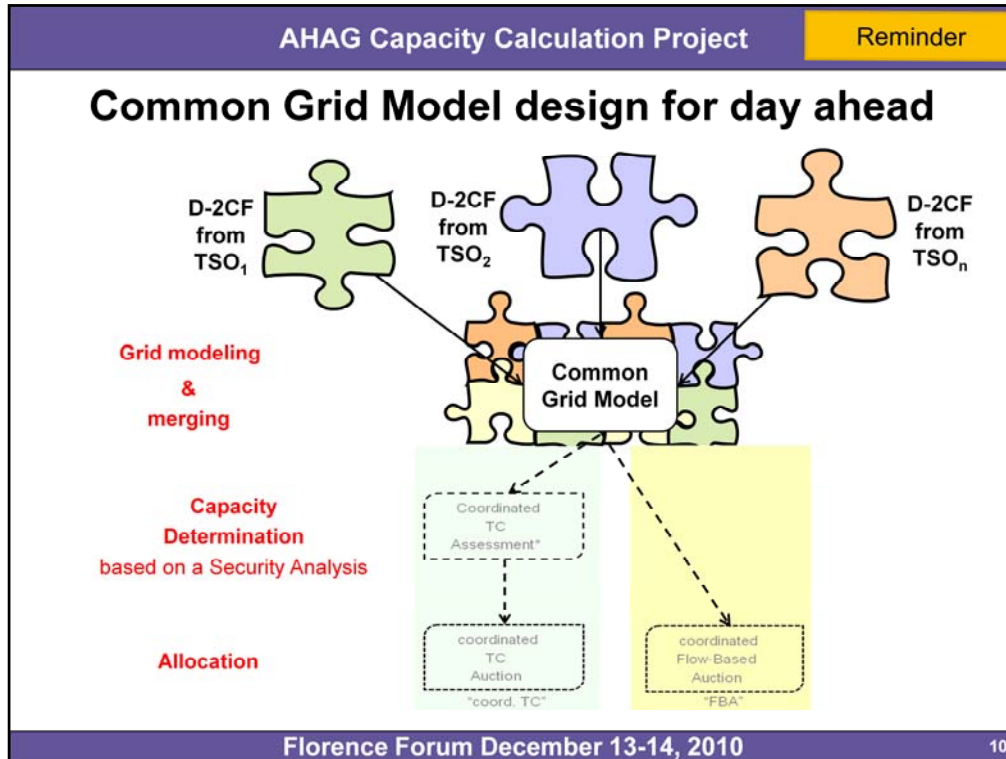 AHAG Capacity Calculation Project
Reminder
Common Grid Model design for day ahead
D-2CF
from
TSO₁
D-2CF
from
TSO₂
D-2CF
from
TSOₙ
Grid modeling
&
merging
Common
Grid Model
Capacity
Determination
based on a Security Analysis
Coordinated
TC
Assessment*
Allocation
coordinated
TC
Auction
"coord. TC"
coordinated
Flow-Based
Auction
"FBA"
Florence Forum December 13-14, 2010
10